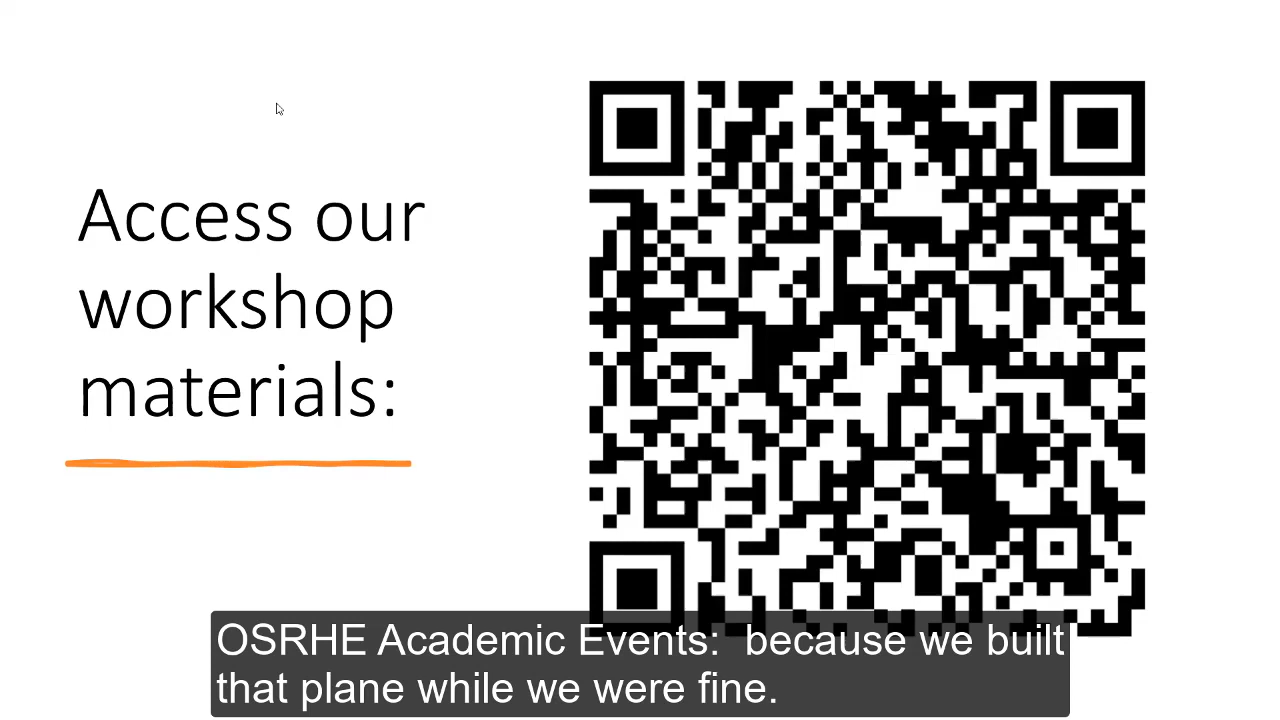 Access our
workshop
materials:
OSRHE Academic Events: because we built
that plane while we were fine.